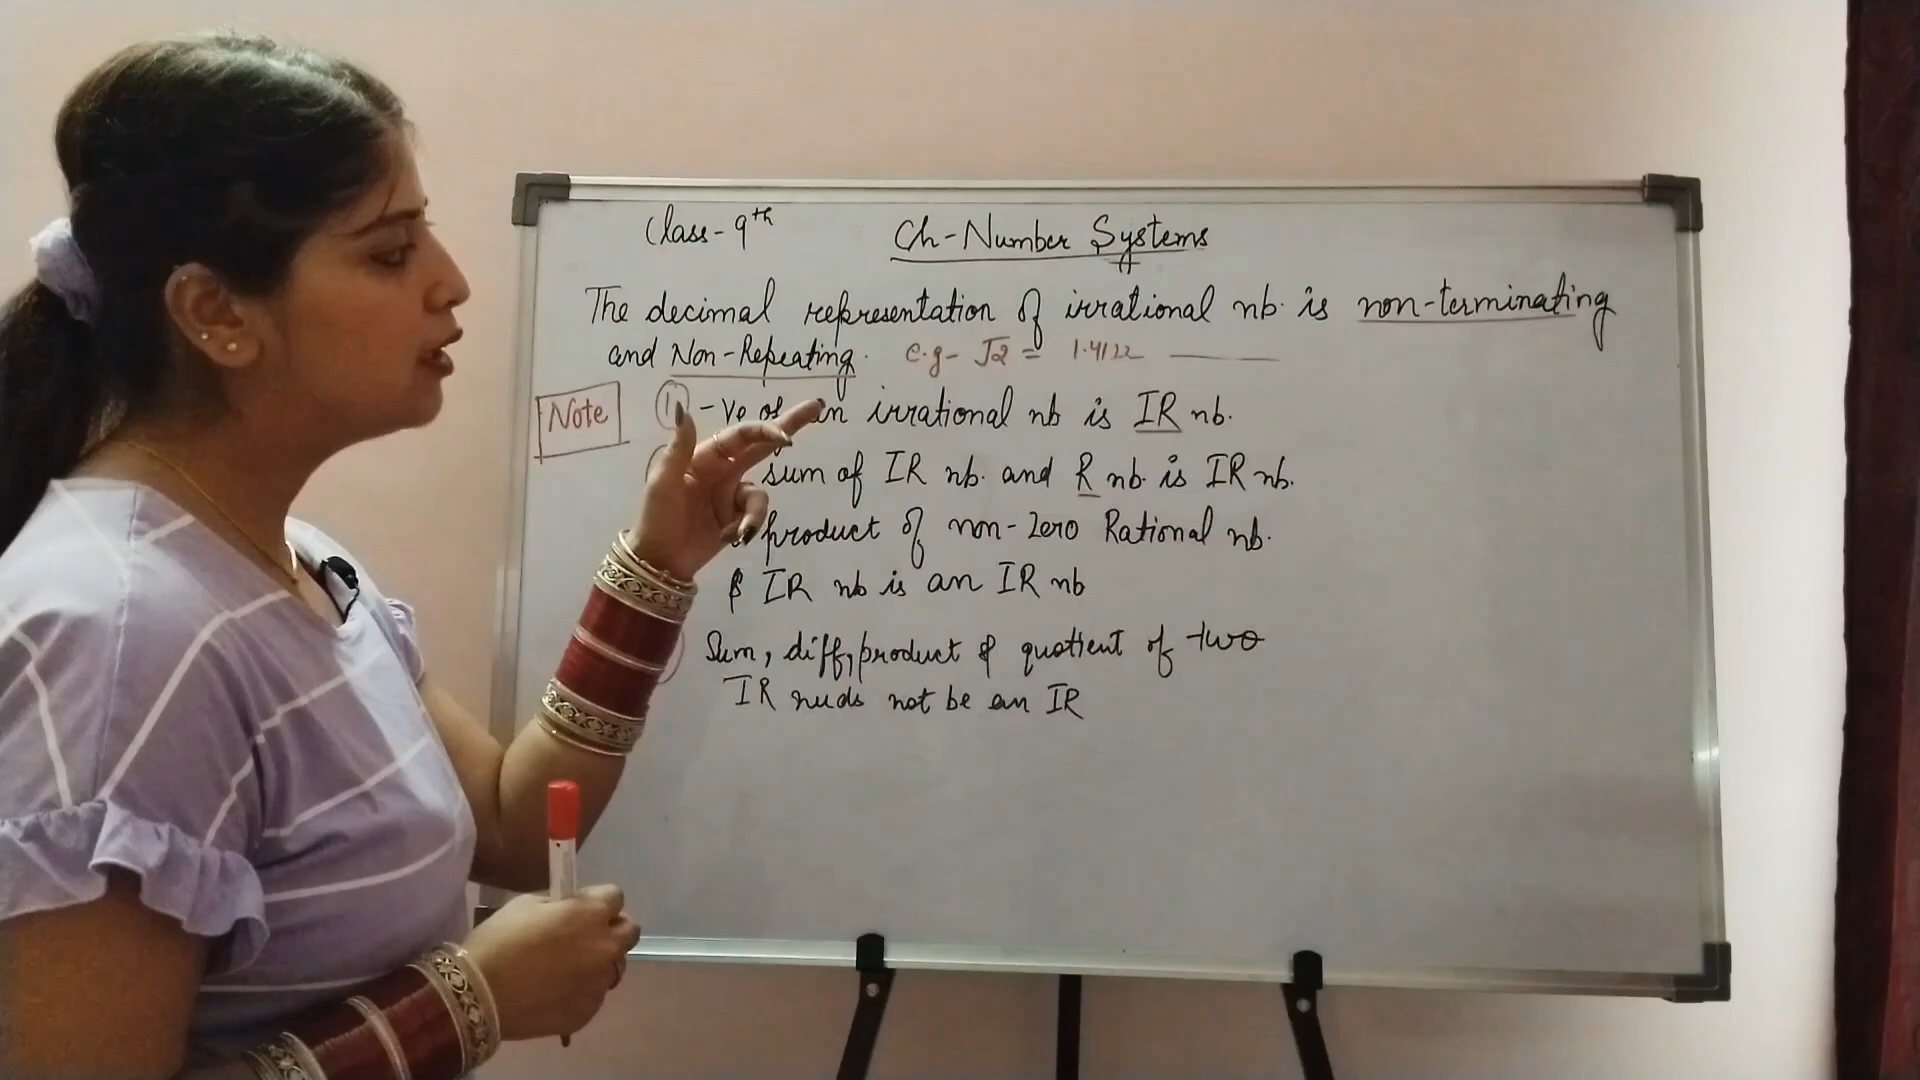 Class-9th
Ch-Number Systems
The decimal representation of irrational nb. is non-terminating
and Non-Repeating. e.g- √2 = 1.4122
Note
1 -Ve of an irrational nb is IR nb.
sum of IR nb. and R nb. is IR nb.
product of non-Zero Rational nb.
& IR nb is an IR nb
Sum, diff, product & quotient of two
IR nuds not be an IR